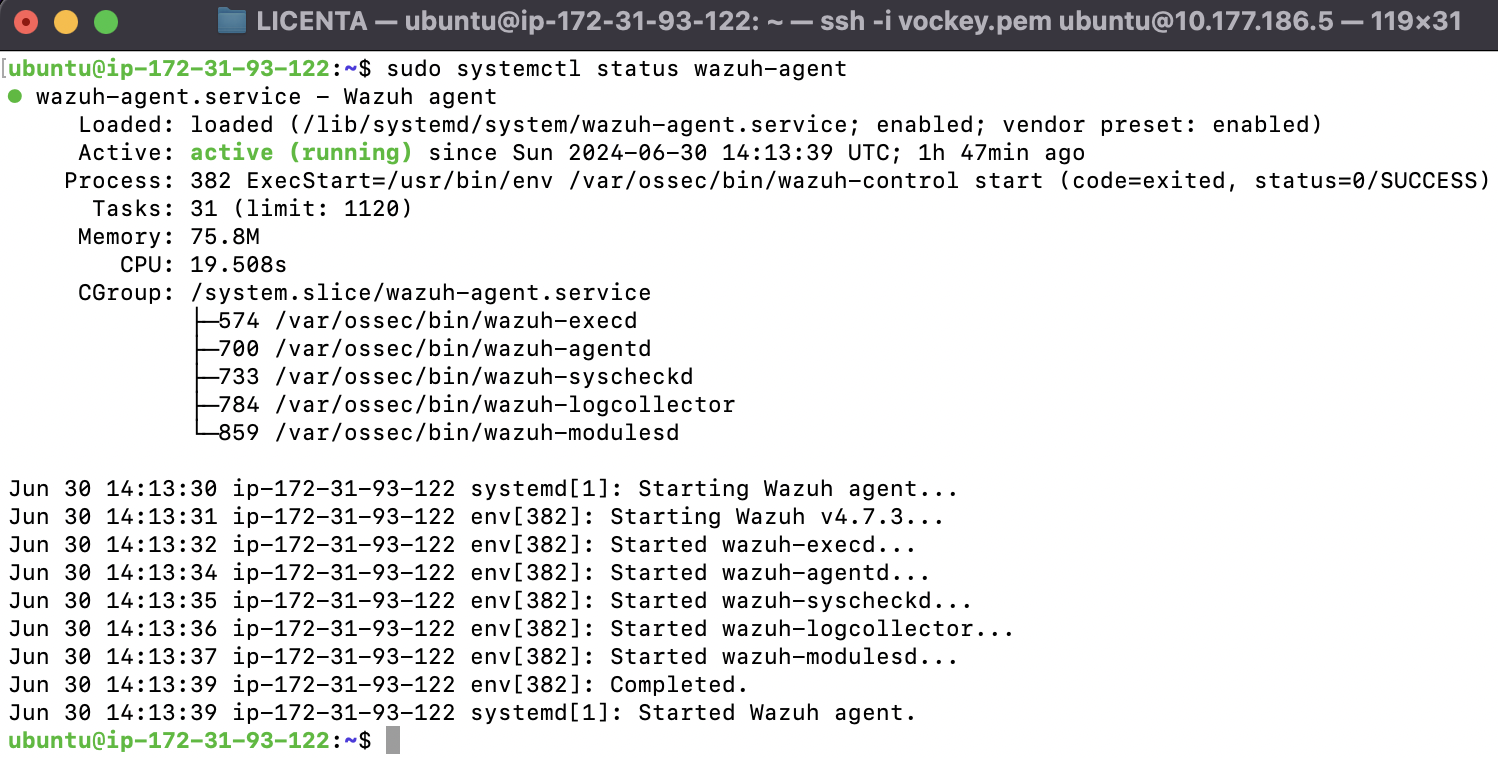 LICENTA — ubuntu@ip-172-31-93-122: ~ — ssh -i vockey.pem ubuntu@10.177.186.5 — 119×31
[ubuntu@ip-172-31-93-122:~$ sudo systemctl status wazuh-agent
● wazuh-agent.service - Wazuh agent
     Loaded: loaded (/lib/systemd/system/wazuh-agent.service; enabled; vendor preset: enabled)
     Active: active (running) since Sun 2024-06-30 14:13:39 UTC; 1h 47min ago
    Process: 382 ExecStart=/usr/bin/env /var/ossec/bin/wazuh-control start (code=exited, status=0/SUCCESS)
      Tasks: 31 (limit: 1120)
     Memory: 75.8M
        CPU: 19.508s
     CGroup: /system.slice/wazuh-agent.service
             ├─574 /var/ossec/bin/wazuh-execd
             ├─700 /var/ossec/bin/wazuh-agentd
             ├─733 /var/ossec/bin/wazuh-syscheckd
             ├─784 /var/ossec/bin/wazuh-logcollector
             └─859 /var/ossec/bin/wazuh-modulesd

Jun 30 14:13:30 ip-172-31-93-122 systemd[1]: Starting Wazuh agent...
Jun 30 14:13:31 ip-172-31-93-122 env[382]: Starting Wazuh v4.7.3...
Jun 30 14:13:32 ip-172-31-93-122 env[382]: Started wazuh-execd...
Jun 30 14:13:34 ip-172-31-93-122 env[382]: Started wazuh-agentd...
Jun 30 14:13:35 ip-172-31-93-122 env[382]: Started wazuh-syscheckd...
Jun 30 14:13:36 ip-172-31-93-122 env[382]: Started wazuh-logcollector...
Jun 30 14:13:37 ip-172-31-93-122 env[382]: Started wazuh-modulesd...
Jun 30 14:13:39 ip-172-31-93-122 env[382]: Completed.
Jun 30 14:13:39 ip-172-31-93-122 systemd[1]: Started Wazuh agent.
ubuntu@ip-172-31-93-122:~$